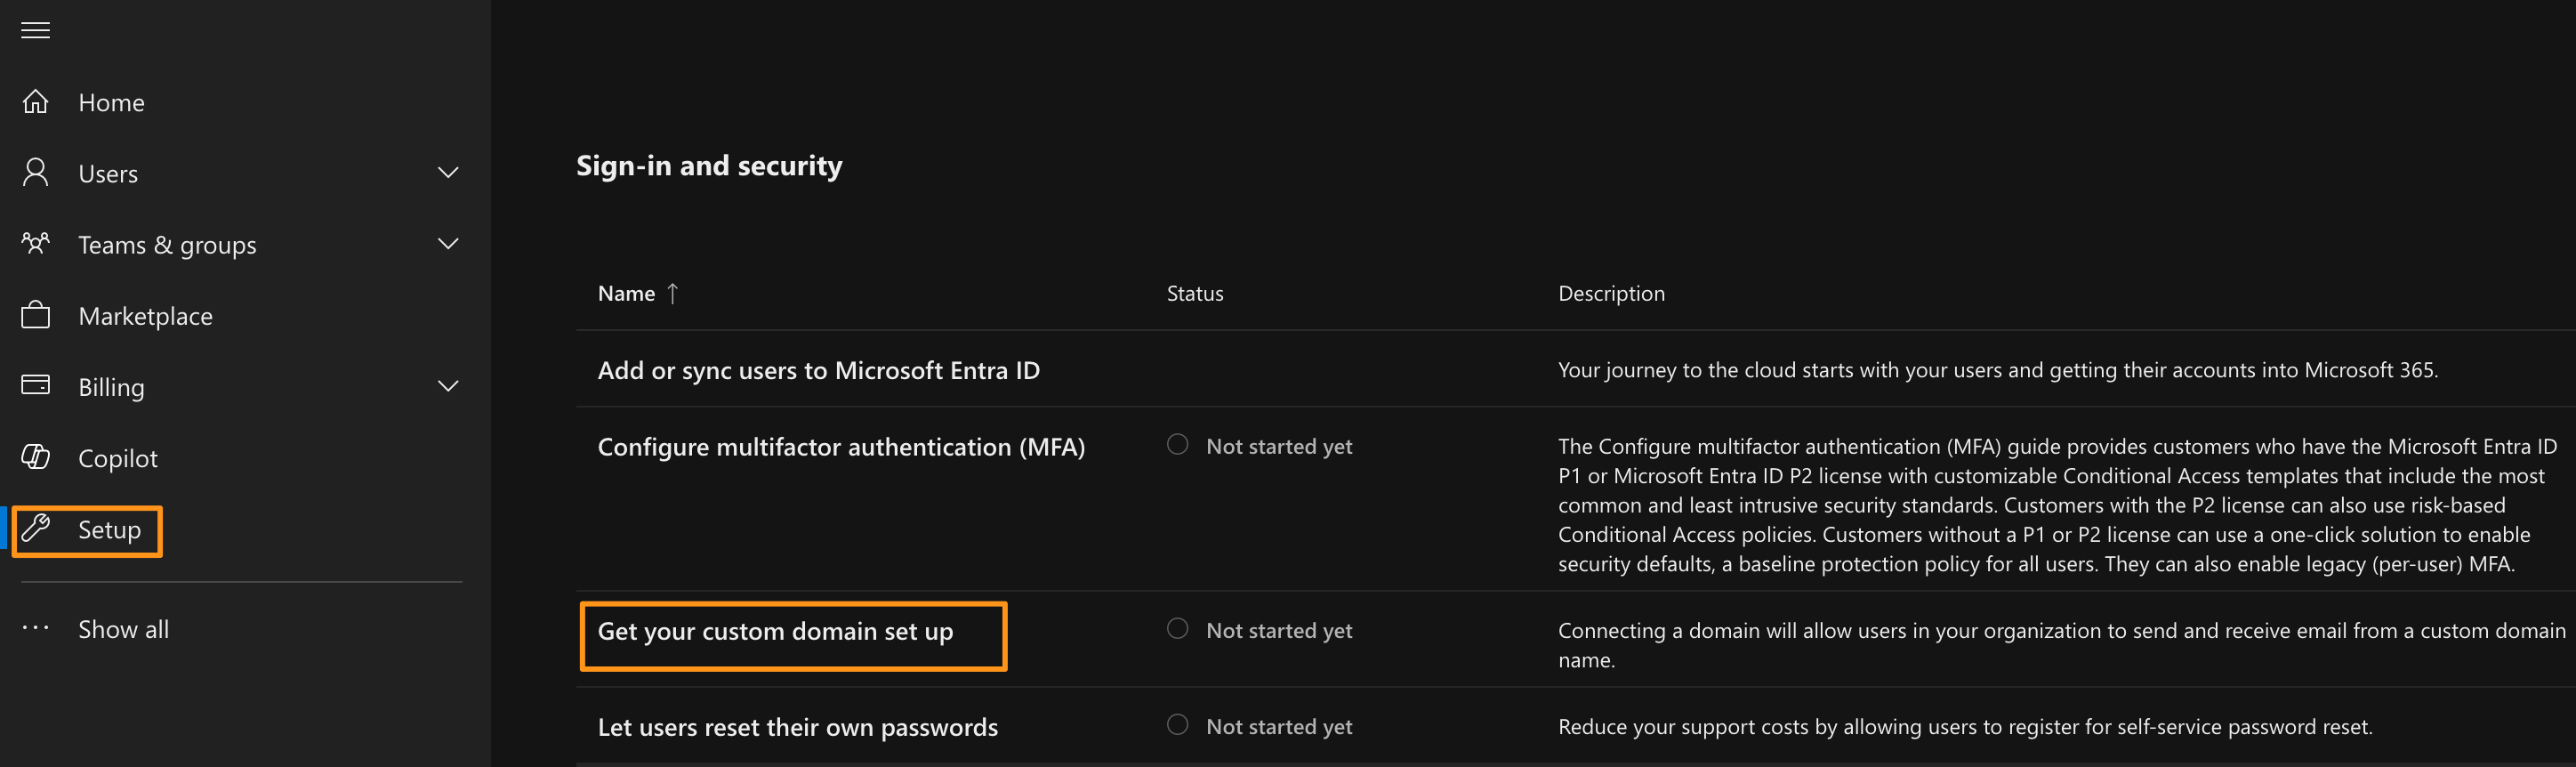 Home
Users
Teams & groups
Marketplace
Billing
Copilot
Setup
Show all
Sign-in and security
Name ↑ Status Description
Add or sync users to Microsoft Entra ID Your journey to the cloud starts with your users and getting their accounts into Microsoft 365.
Configure multifactor authentication (MFA) Not started yet The Configure multifactor authentication (MFA) guide provides customers who have the Microsoft Entra ID
P1 or Microsoft Entra ID P2 license with customizable Conditional Access templates that include the most
common and least intrusive security standards. Customers with the P2 license can also use risk-based
Conditional Access policies. Customers without a P1 or P2 license can use a one-click solution to enable
security defaults, a baseline protection policy for all users. They can also enable legacy (per-user) MFA.
Get your custom domain set up Not started yet Connecting a domain will allow users in your organization to send and receive email from a custom domain
name.
Let users reset their own passwords Not started yet Reduce your support costs by allowing users to register for self-service password reset.